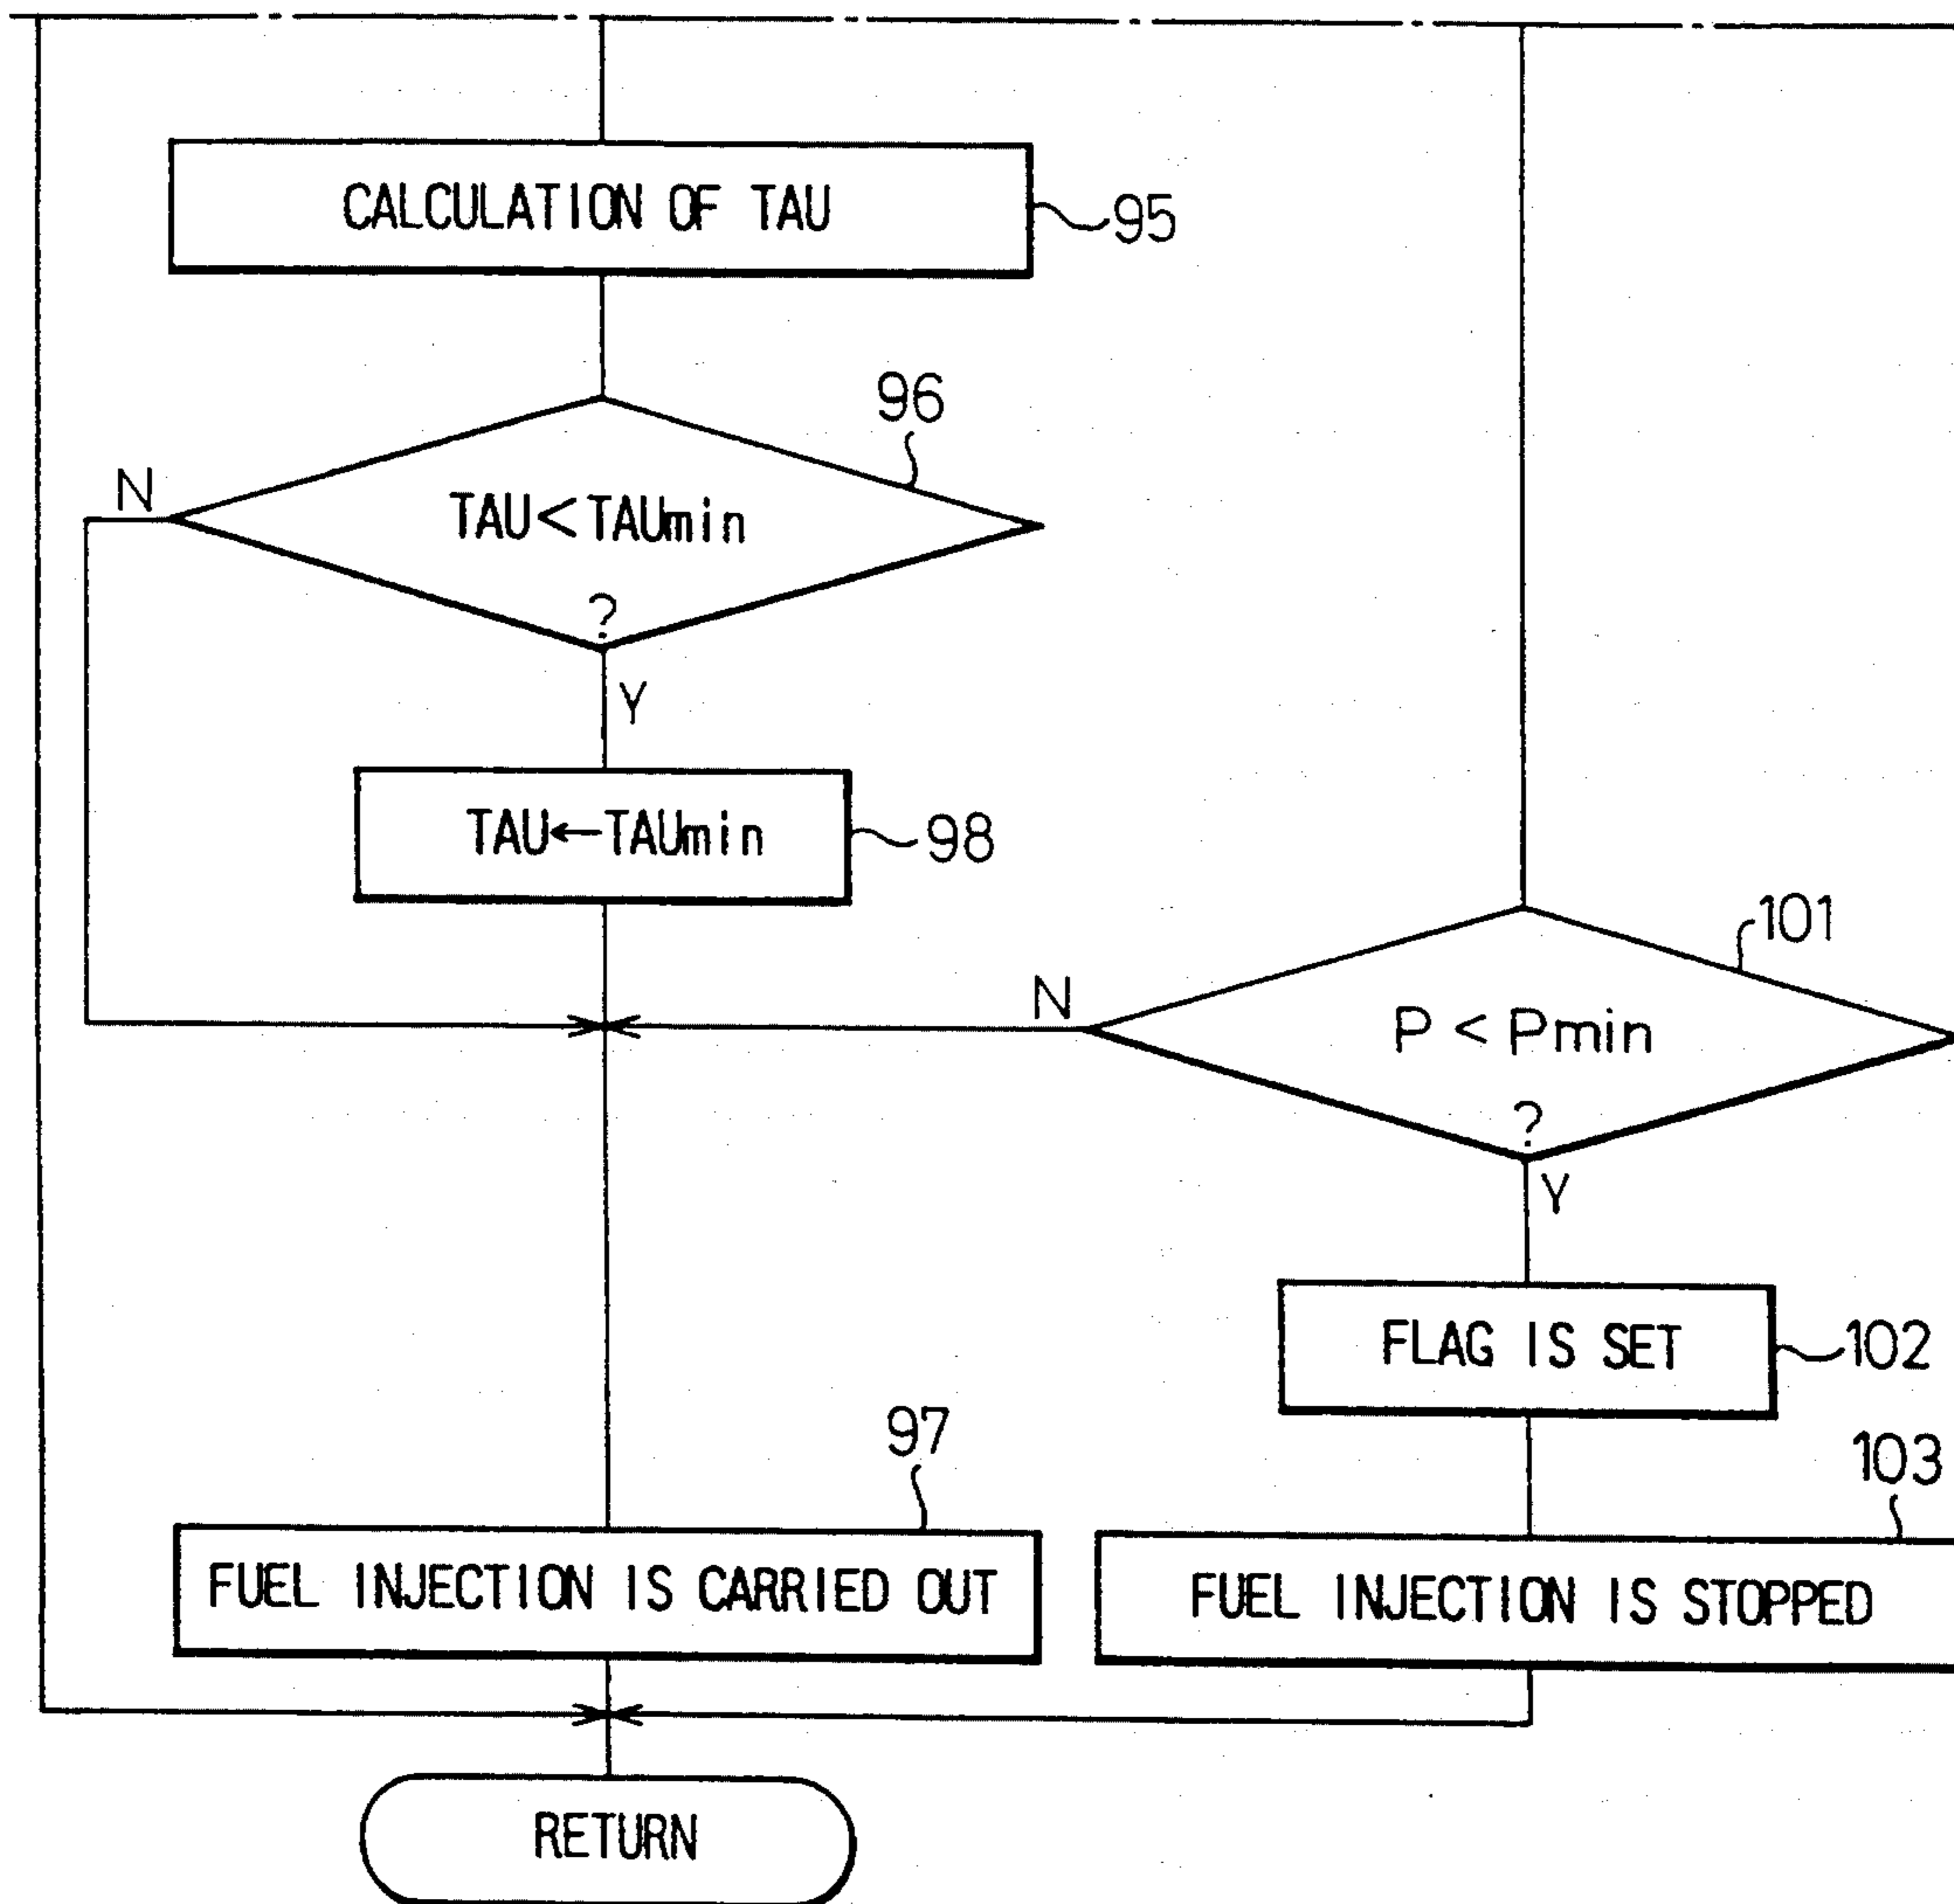 CALCULATION OF TAU
95
96
N
TAU<TAUmin
?
Y
TAU←TAUmin
98
101
N
P < Pmin
?
Y
FLAG IS SET
102
97
103
FUEL INJECTION IS CARRIED OUT
FUEL INJECTION IS STOPPED
RETURN